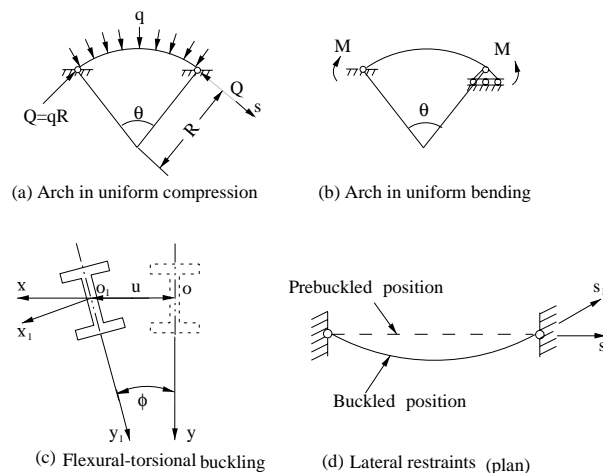 q
M
M
Q
s
Q=qR
θ
R
θ
(a) Arch in uniform compression
(b) Arch in uniform bending
x
o₁
u
o
x₁
ϕ
y₁
y
(c) Flexural-torsional buckling
Prebuckled position
s
s
Buckled position
(d) Lateral restraints (plan)